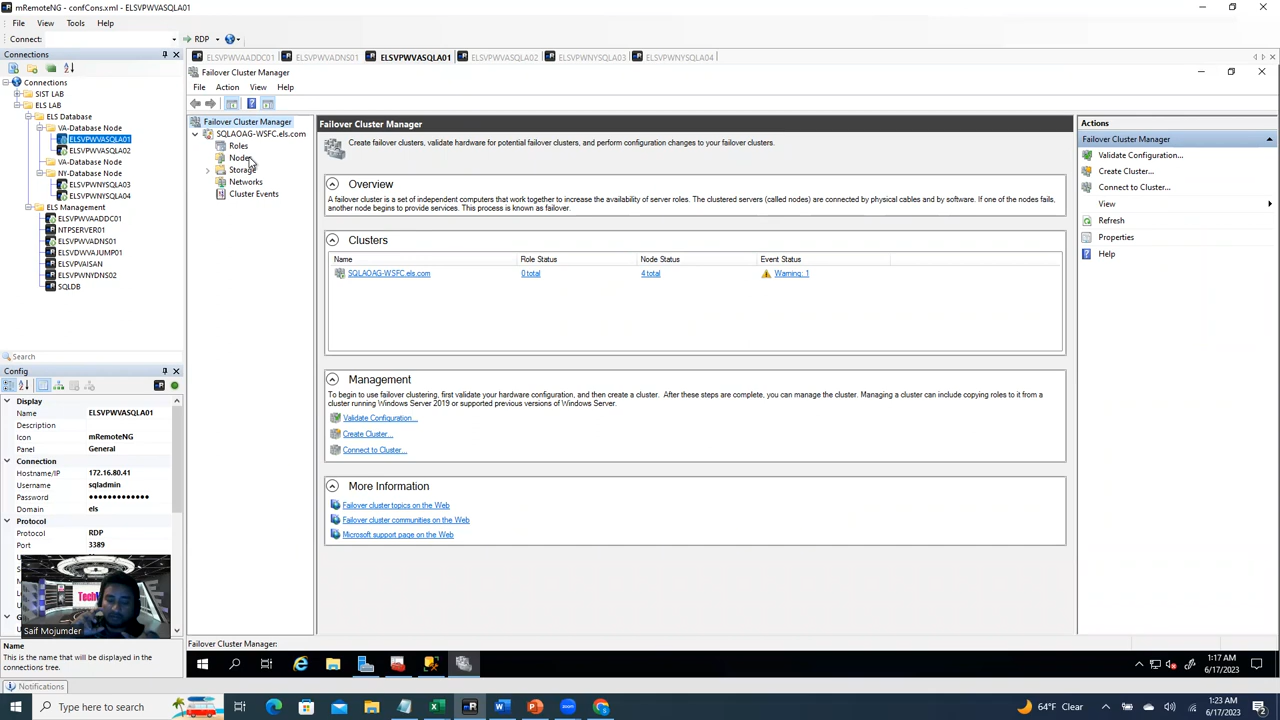 mRemoteNG - confCons.xml - ELSVPWVASQLA01
File View Tools Help
Connect: RDP
Connections
Connections
SIST LAB
ELS LAB
ELS Database
VA-Database Node
ELSVPWVASQLA01
ELSVPWVASQLA02
VA-Database Node
NY-Database Node
ELSVPWNYSQLA03
ELSVPWNYSQLA04
ELS Management
ELSVPWVAADDC01
NTPSERVER01
ELSVPWVADNS01
ELSVDWVAJUMP01
ELSVPVAISAN
ELSVPWNYDNS02
SQLDB
Search
Config
Display
Name ELSVPWVASQLA01
Description
Icon mRemoteNG
Panel General
Connection
Hostname/IP 172.16.80.41
Username sqladmin
Password ●●●●●●●●●●●●●
Domain els
Protocol
Protocol RDP
Port 3389
Tech
Saif Mojumder
Name
This is the name that will be displayed in the connections tree.
Notifications
ELSVPWVAADDC01 ELSVPWVADNS01 ELSVPWVASQLA01 ELSVPWVASQLA02 ELSVPWNYSQLA03 ELSVPWNYSQLA04
Failover Cluster Manager
File Action View Help
Failover Cluster Manager
SQLAOAG-WSFC.els.com
Roles
Nodes
Storage
Networks
Cluster Events
Failover Cluster Manager
Create failover clusters, validate hardware for potential failover clusters, and perform configuration changes to your failover clusters.
Overview
A failover cluster is a set of independent computers that work together to increase the availability of server roles. The clustered servers (called nodes) are connected by physical cables and by software. If one of the nodes fails,
another node begins to provide services. This process is known as failover.
Clusters
Name Role Status Node Status Event Status
SQLAOAG-WSFC.els.com 0 total 4 total Warning: 1
Management
To begin to use failover clustering, first validate your hardware configuration, and then create a cluster. After these steps are complete, you can manage the cluster. Managing a cluster can include copying roles to it from a
cluster running Windows Server 2019 or supported previous versions of Windows Server.
Validate Configuration...
Create Cluster...
Connect to Cluster...
More Information
Failover cluster topics on the Web
Failover cluster communities on the Web
Microsoft support page on the Web
Actions
Failover Cluster Manager
Validate Configuration...
Create Cluster...
Connect to Cluster...
View
Refresh
Properties
Help
Failover Cluster Manager:
1:17 AM
6/17/2023
Type here to search
64°F Clear
1:23 AM
6/17/2023
2